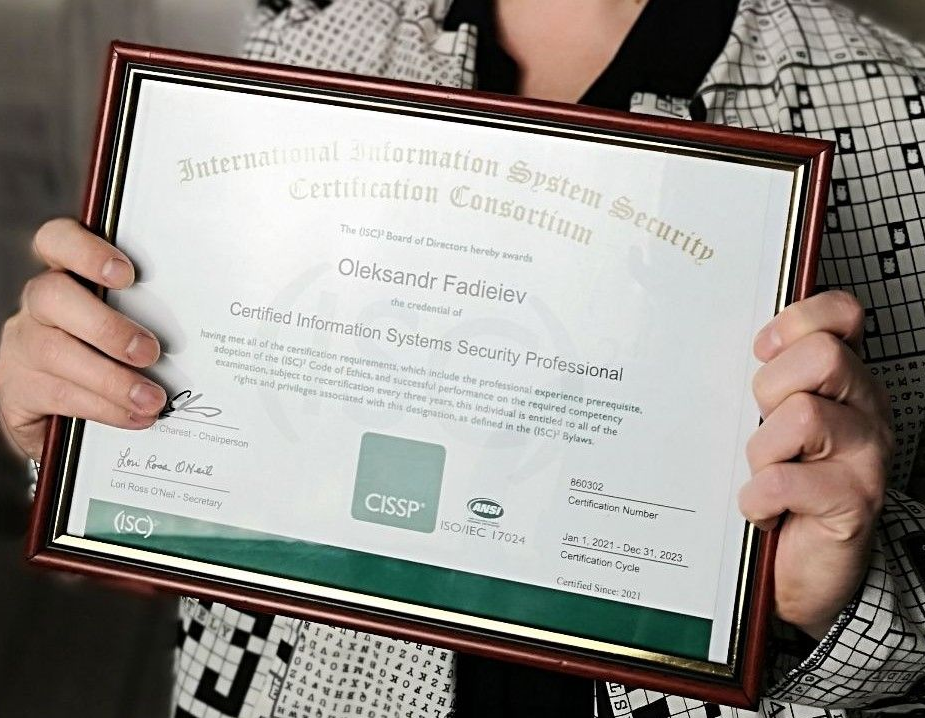 International Information System Security
Certification Consortium
The (ISC)² Board of Directors hereby awards
Oleksandr Fadieiev
the credential of
Certified Information Systems Security Professional
having met all of the certification requirements, which include the professional experience prerequisite,
adoption of the (ISC)² Code of Ethics, and successful performance on the required competency
examination, subject to recertification every three years, this individual is entitled to all of the
rights and privileges associated with this designation, as defined in the (ISC)² Bylaws.
Charest - Chairperson
Lori Ross O'Neil
Lori Ross O'Neil - Secretary
(ISC)²
CISSP®
ANSI
ISO/IEC 17024
860302
Certification Number
Jan 1, 2021 - Dec 31, 2023
Certification Cycle
Certified Since: 2021